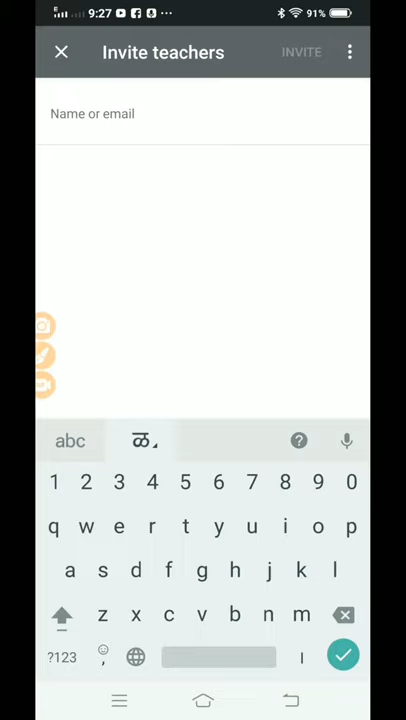 E 9:27 ... 91%
Invite teachers INVITE
Name or email
abc ळ
1 2 3 4 5 6 7 8 9 0
q w e r t y u i o p
a s d f g h j k l
z x c v b n m
?123 , ।